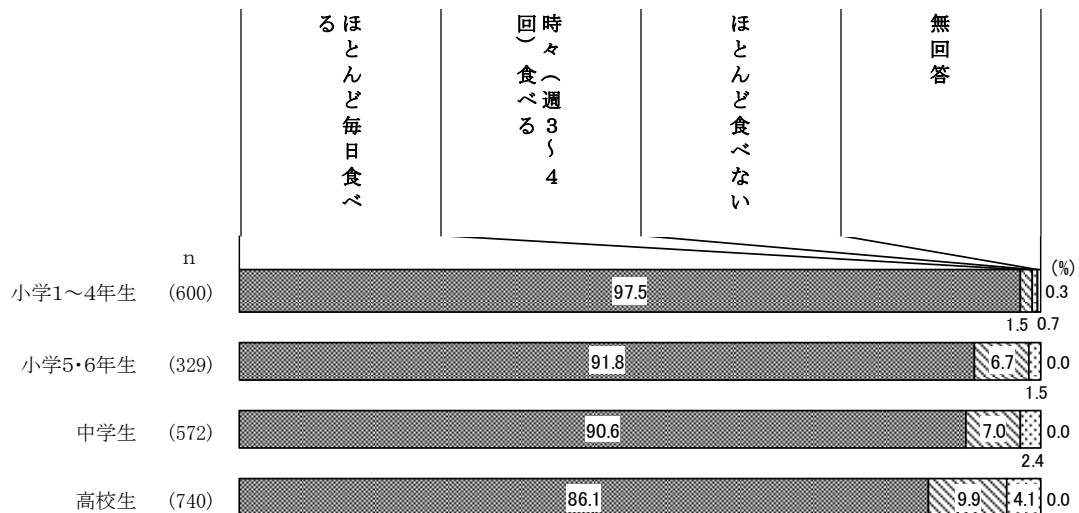 ほとんど毎日食べ
る
時々（週３～４
回）食べる
ほとんど食べない
無回答
n
(%)
小学1～4年生 (600) 97.5 0.3
1.5 0.7
小学5・6年生 (329) 91.8 6.7 0.0
1.5
中学生 (572) 90.6 7.0 0.0
2.4
高校生 (740) 86.1 9.9 4.1 0.0